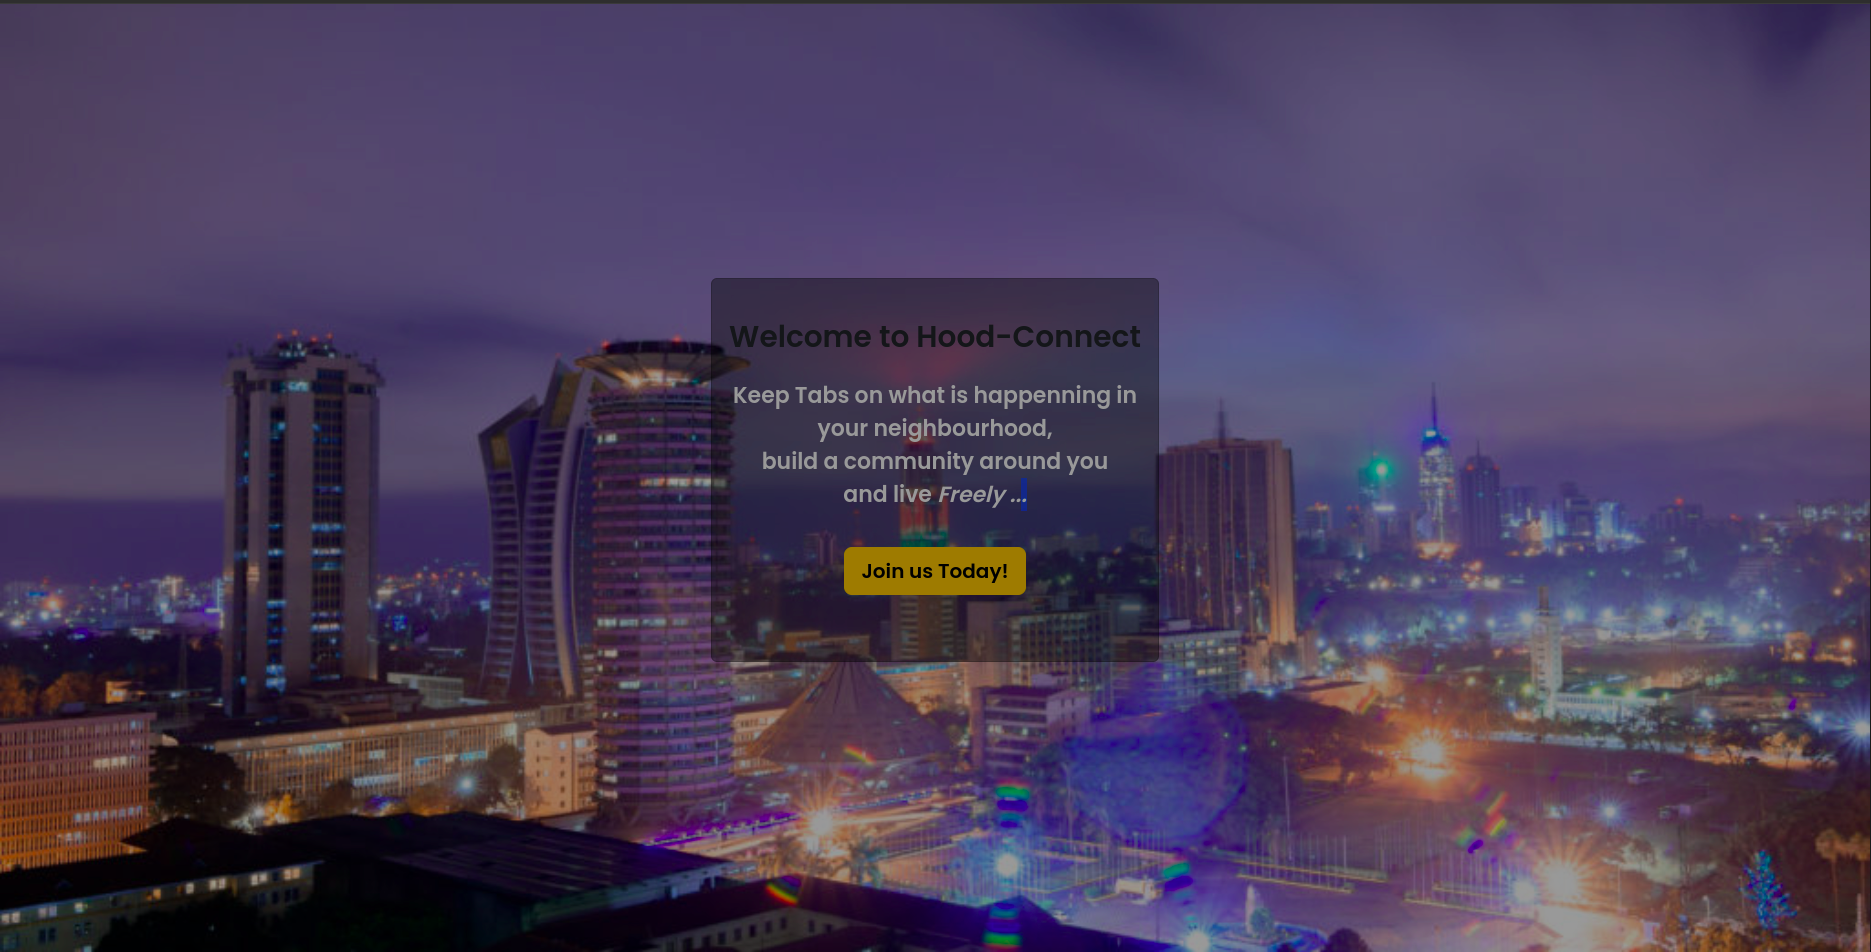 Welcome to Hood-Connect
Keep Tabs on what is happenning in
your neighbourhood,
build a community around you
and live Freely ...
Join us Today!